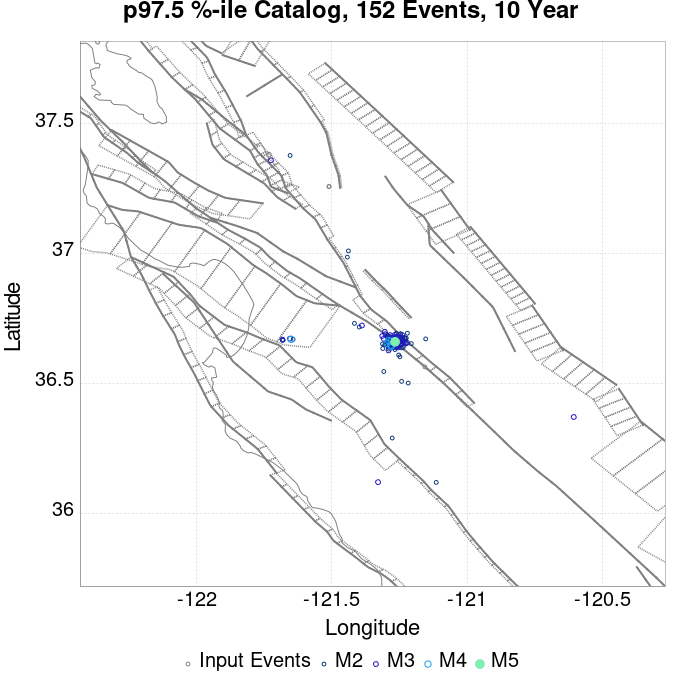 p97.5 %-ile Catalog, 152 Events, 10 Year
37.5
37
36.5
36
Latitude
-122 -121.5 -121 -120.5
Longitude
Input Events M2 M3 M4 M5